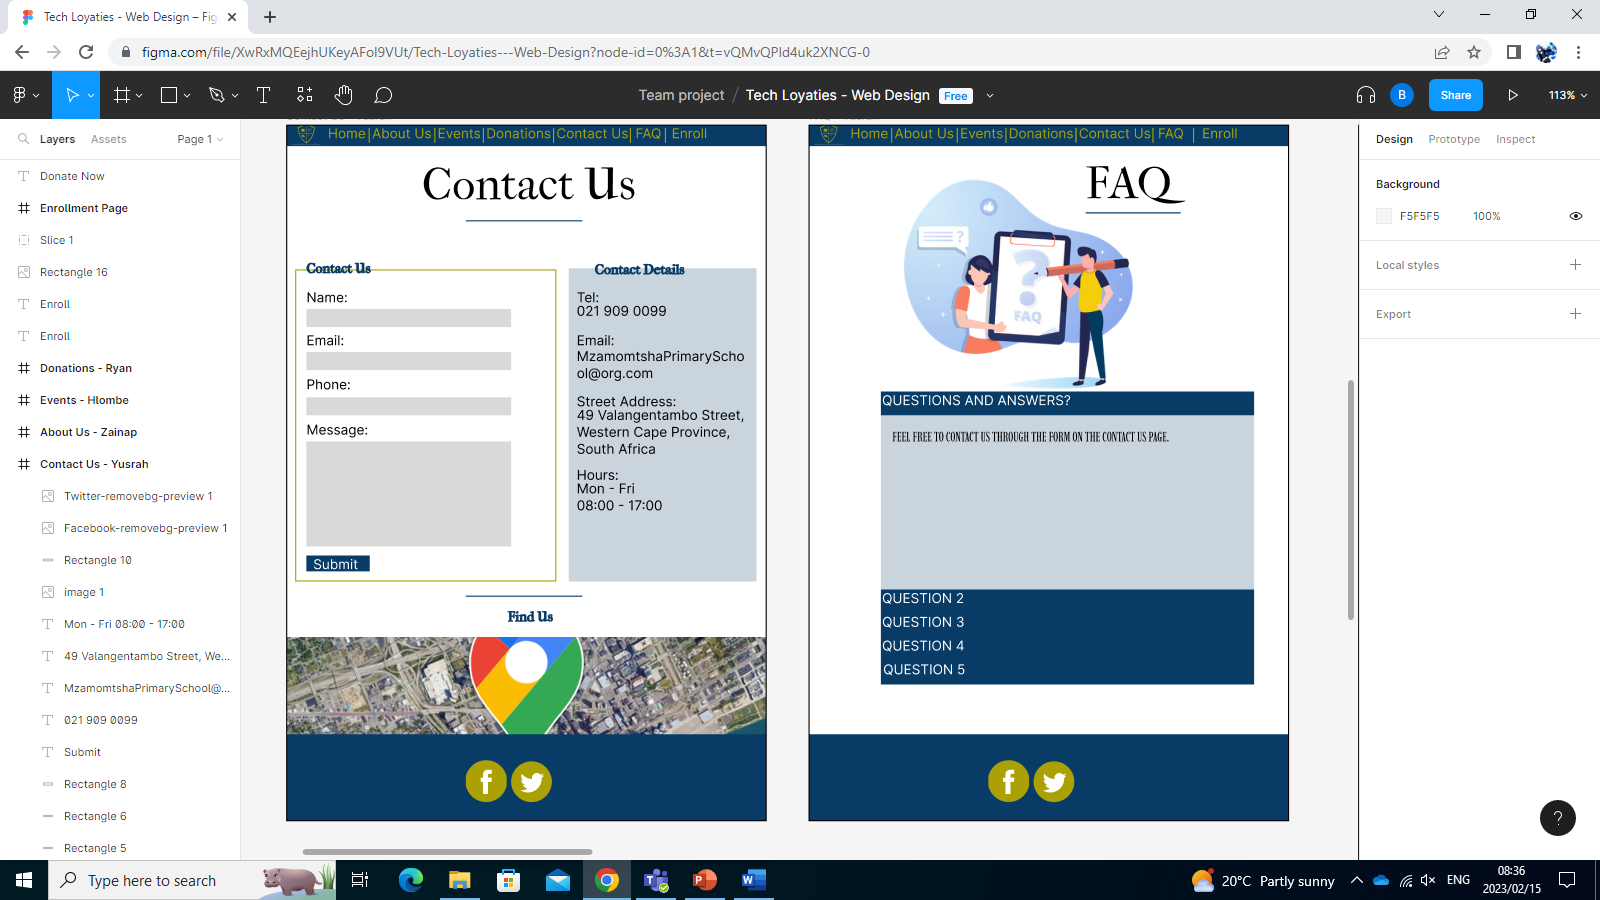 Tech Loyaties - Web Design – Fig
figma.com/file/XwRxMQEejhUKeyAFoI9VUt/Tech-Loyaties---Web-Design?node-id=0%3A1&t=vQMvQPld4uk2XNCG-0
Team project / Tech Loyaties - Web Design Free
B
Share
113%
Layers Assets Page 1
Donate Now
Enrollment Page
Slice 1
Rectangle 16
Enroll
Enroll
Donations - Ryan
Events - Hlombe
About Us - Zainap
Contact Us - Yusrah
Twitter-removebg-preview 1
Facebook-removebg-preview 1
Rectangle 10
image 1
Mon - Fri 08:00 - 17:00
49 Valangentambo Street, We...
MzamomtshaPrimarySchool@...
021 909 0099
Submit
Rectangle 8
Rectangle 6
Rectangle 5
Home|About Us|Events|Donations|Contact Us| FAQ | Enroll
Contact Us
Contact Us
Name:
Email:
Phone:
Message:
Submit
Contact Details
Tel:
021 909 0099
Email:
MzamomtshaPrimaryScho
ol@org.com
Street Address:
49 Valangentambo Street,
Western Cape Province,
South Africa
Hours:
Mon - Fri
08:00 - 17:00
Find Us
Home|About Us|Events|Donations|Contact Us| FAQ | Enroll
FAQ
?
?
FAQ
QUESTIONS AND ANSWERS?
FEEL FREE TO CONTACT US THROUGH THE FORM ON THE CONTACT US PAGE.
QUESTION 2
QUESTION 3
QUESTION 4
QUESTION 5
Design Prototype Inspect
Background
F5F5F5 100%
Local styles
Export
?
Type here to search
20°C Partly sunny
ENG
08:36
2023/02/15